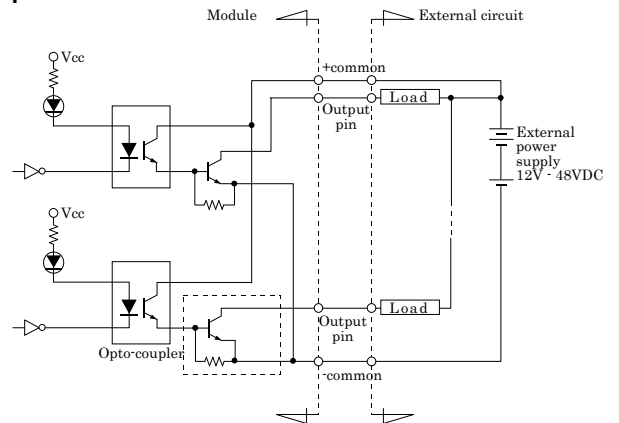 Module
External circuit
Vcc
+common
Load
Output
pin
External
power
supply
12V - 48VDC
Vcc
Load
Output
pin
Opto-coupler
-common